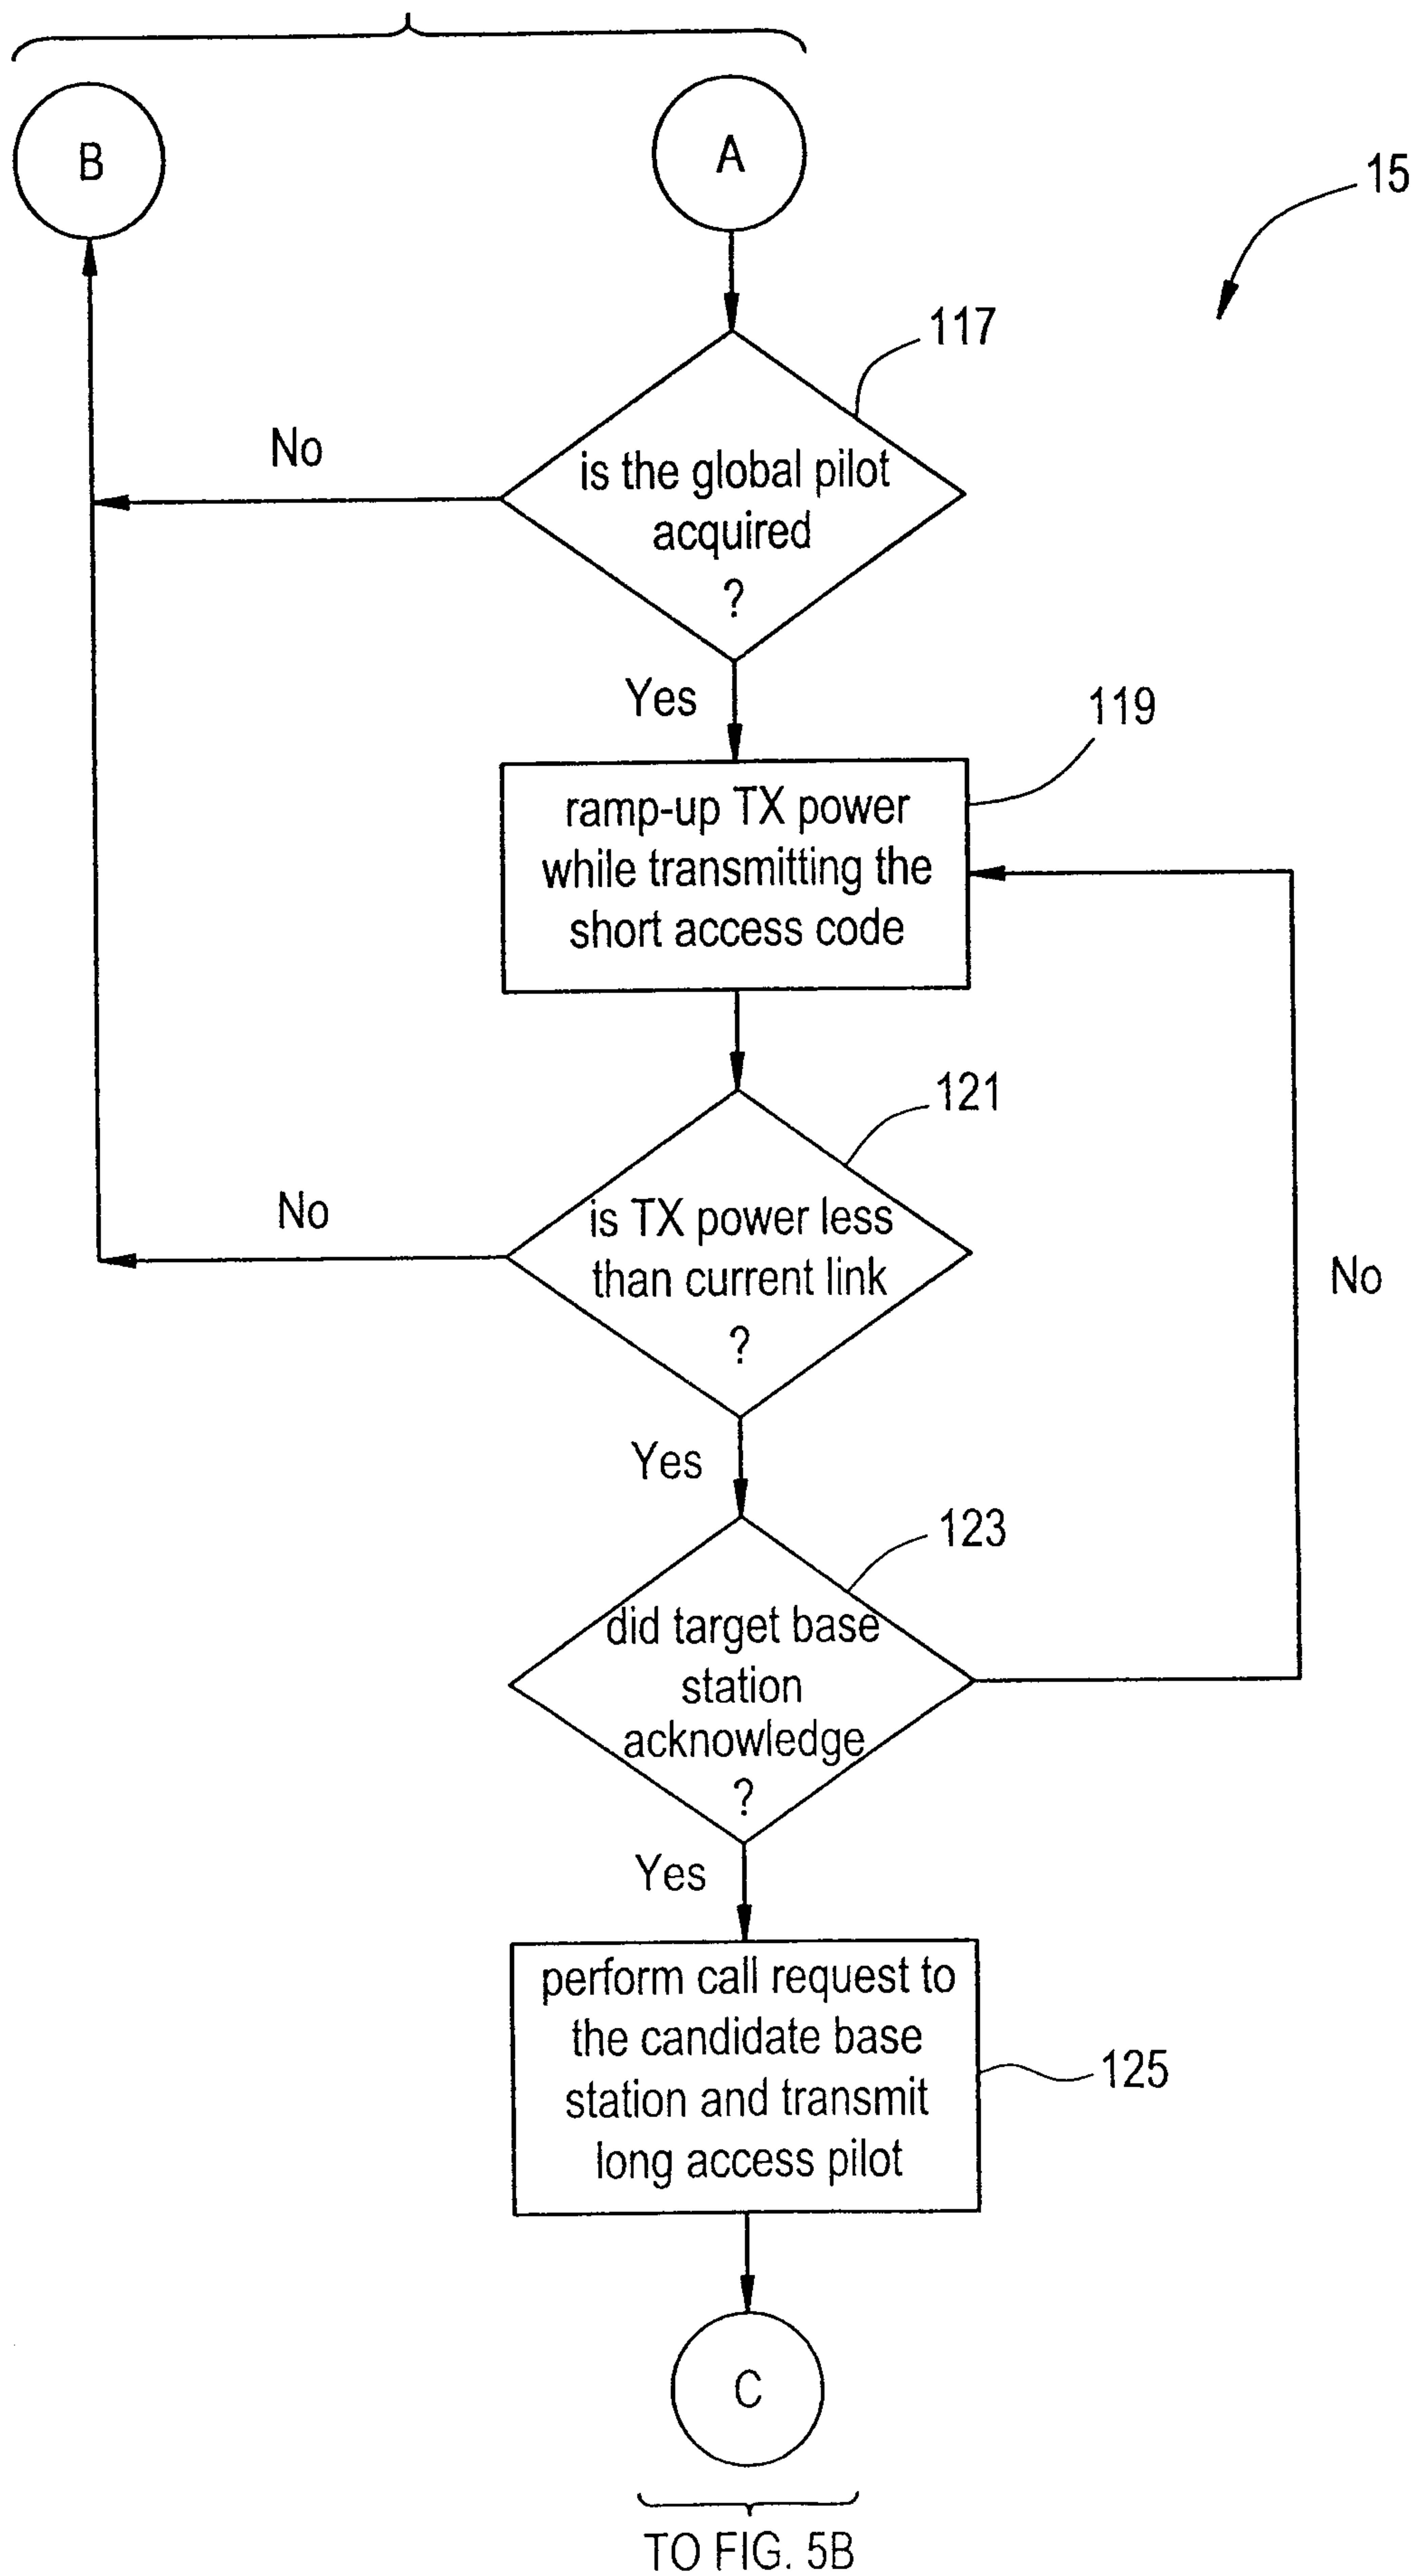 B
A
15
117
No
is the global pilot
acquired
?
Yes
119
ramp-up TX power
while transmitting the
short access code
121
No
is TX power less
than current link
?
No
Yes
123
did target base
station
acknowledge
?
Yes
perform call request to
the candidate base
station and transmit
long access pilot
125
C
TO FIG. 5B